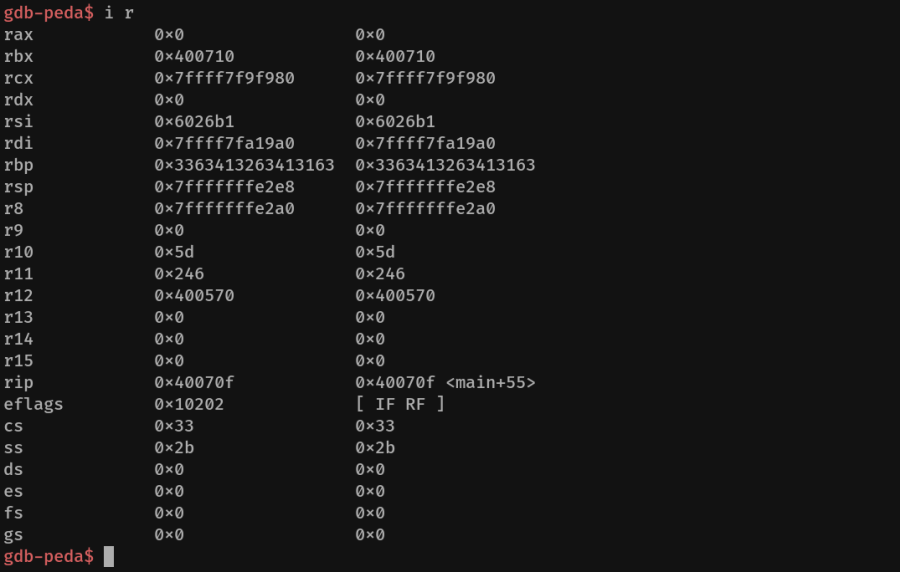 gdb-peda$ i r
rax 0x0 0x0
rbx 0x400710 0x400710
rcx 0x7ffff7f9f980 0x7ffff7f9f980
rdx 0x0 0x0
rsi 0x6026b1 0x6026b1
rdi 0x7ffff7fa19a0 0x7ffff7fa19a0
rbp 0x3363413263413163 0x3363413263413163
rsp 0x7fffffffe2e8 0x7fffffffe2e8
r8 0x7fffffffe2a0 0x7fffffffe2a0
r9 0x0 0x0
r10 0x5d 0x5d
r11 0x246 0x246
r12 0x400570 0x400570
r13 0x0 0x0
r14 0x0 0x0
r15 0x0 0x0
rip 0x40070f 0x40070f <main+55>
eflags 0x10202 [ IF RF ]
cs 0x33 0x33
ss 0x2b 0x2b
ds 0x0 0x0
es 0x0 0x0
fs 0x0 0x0
gs 0x0 0x0
gdb-peda$